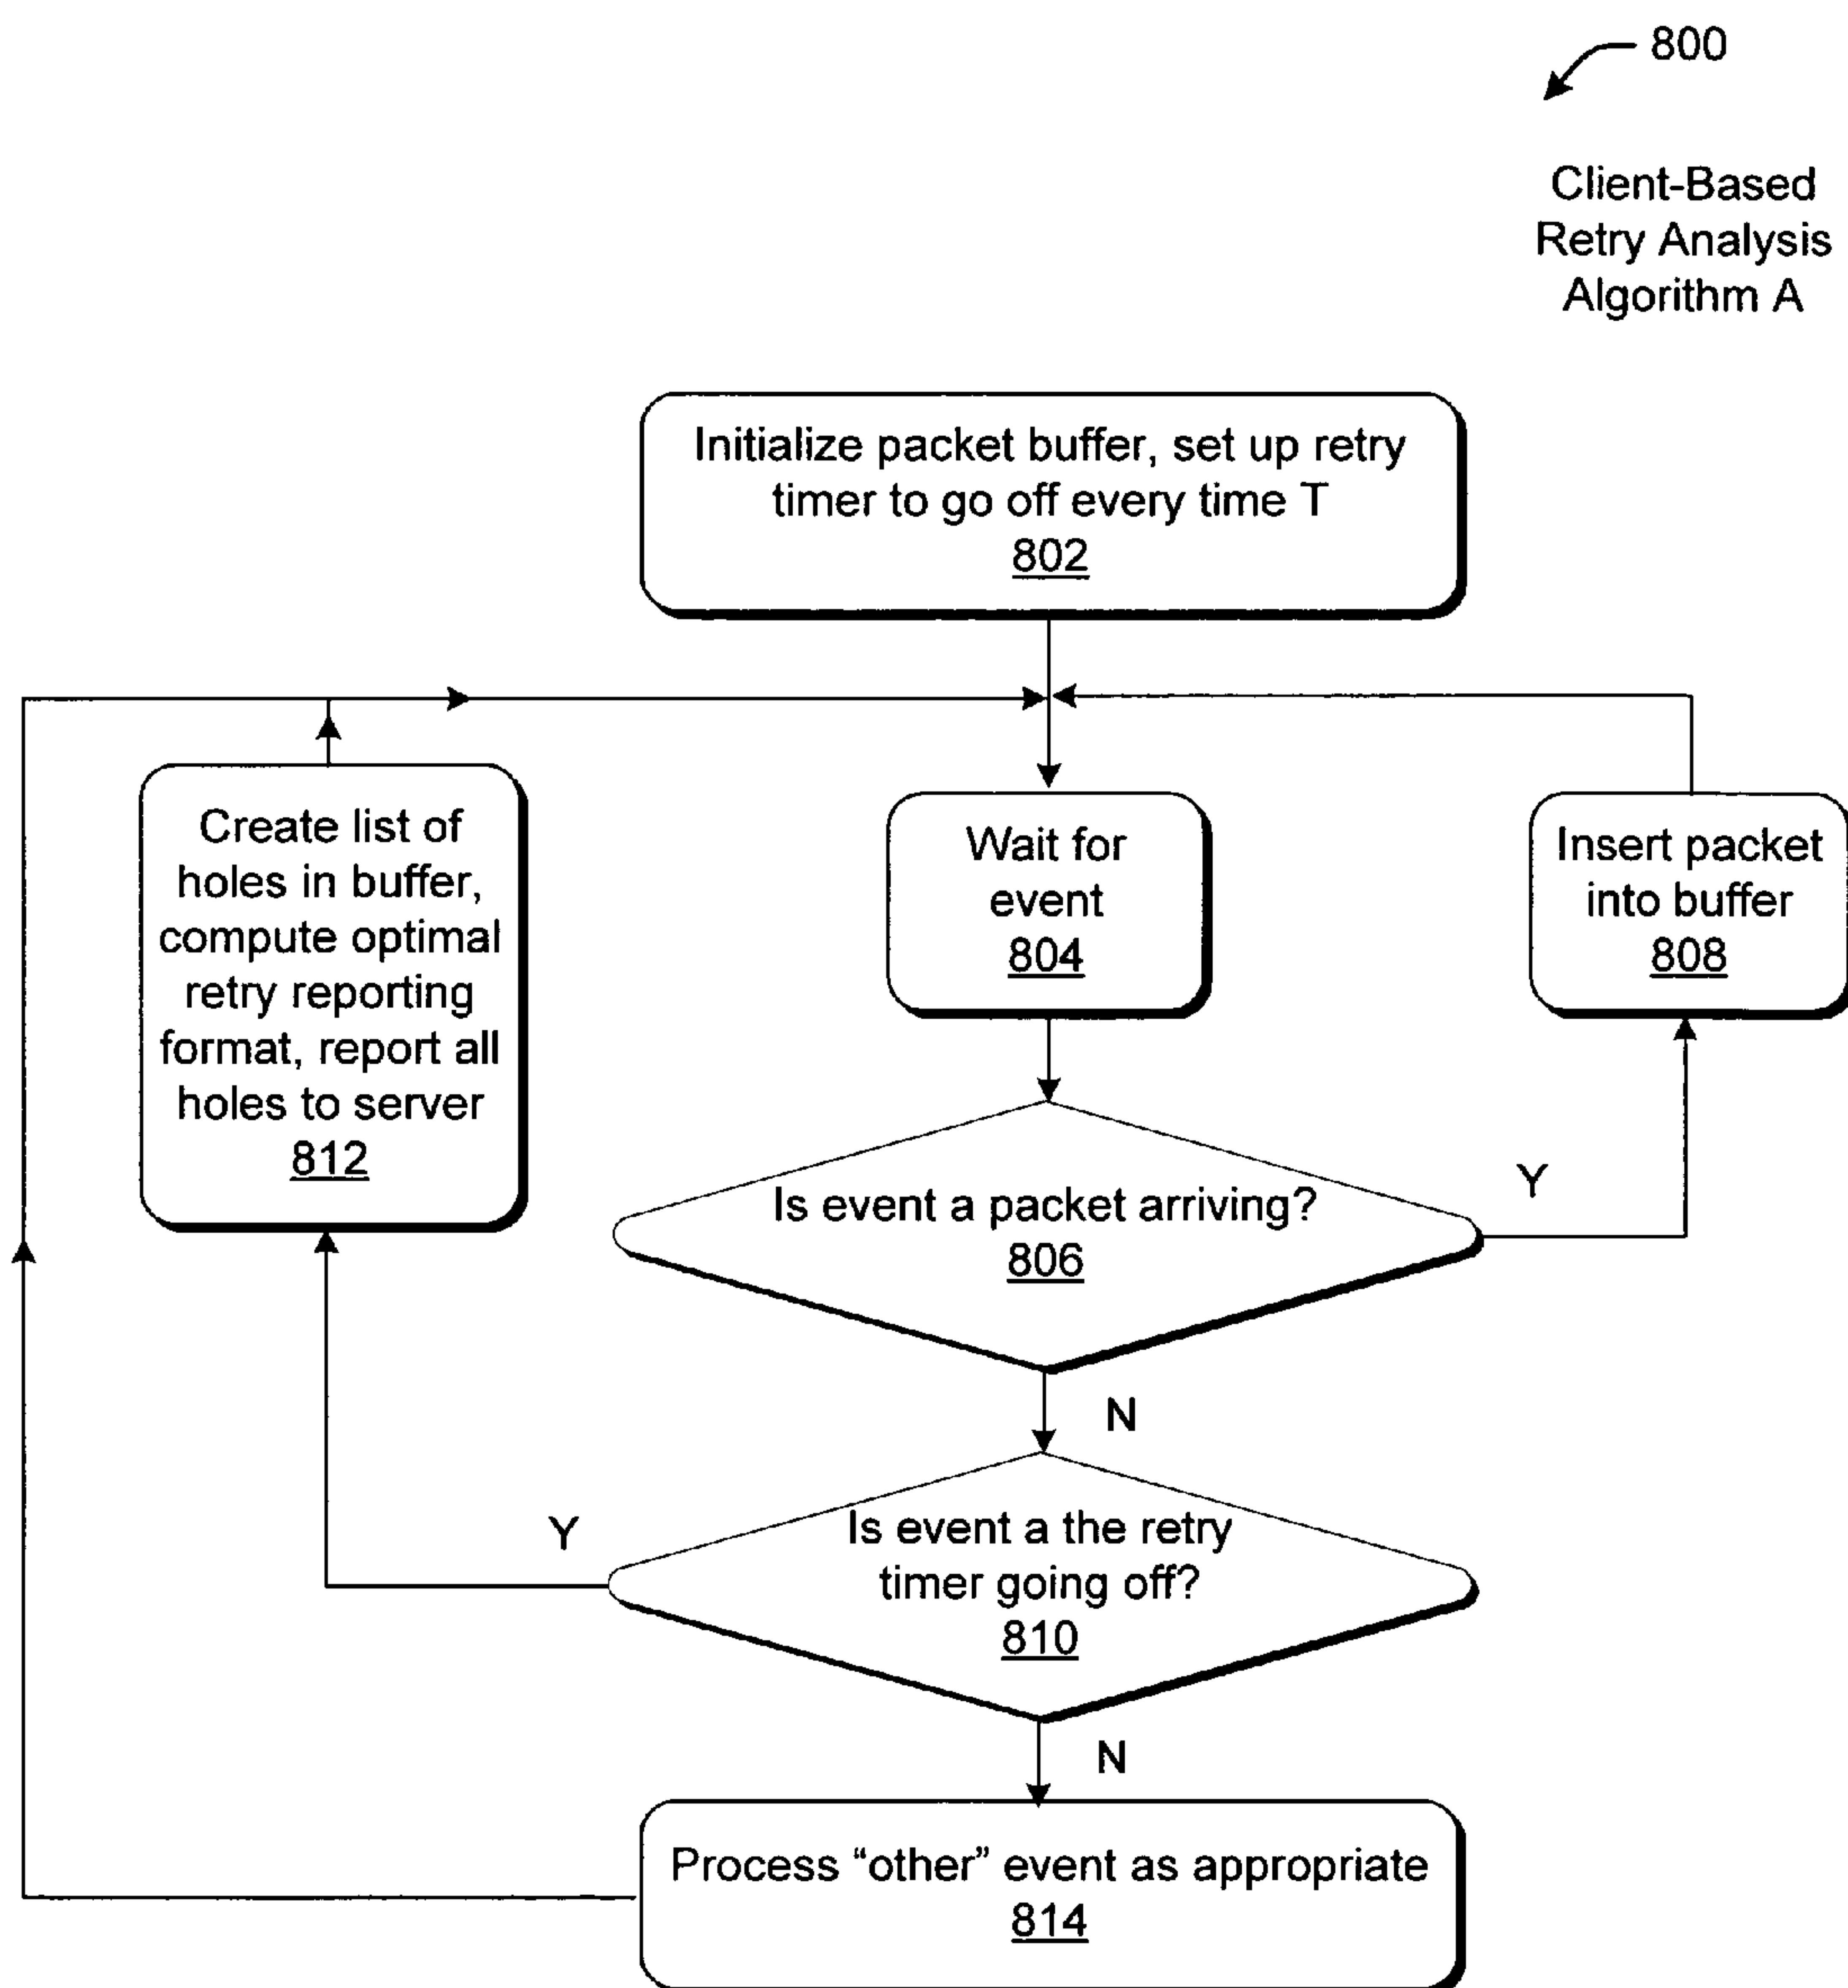 800
Client-Based
Retry Analysis
Algorithm A
Initialize packet buffer, set up retry
timer to go off every time T
802
Create list of
holes in buffer,
compute optimal
retry reporting
format, report all
holes to server
812
Wait for
event
804
Insert packet
into buffer
808
Is event a packet arriving?
806
Y
N
Is event a the retry
timer going off?
810
Y
N
Process “other” event as appropriate
814